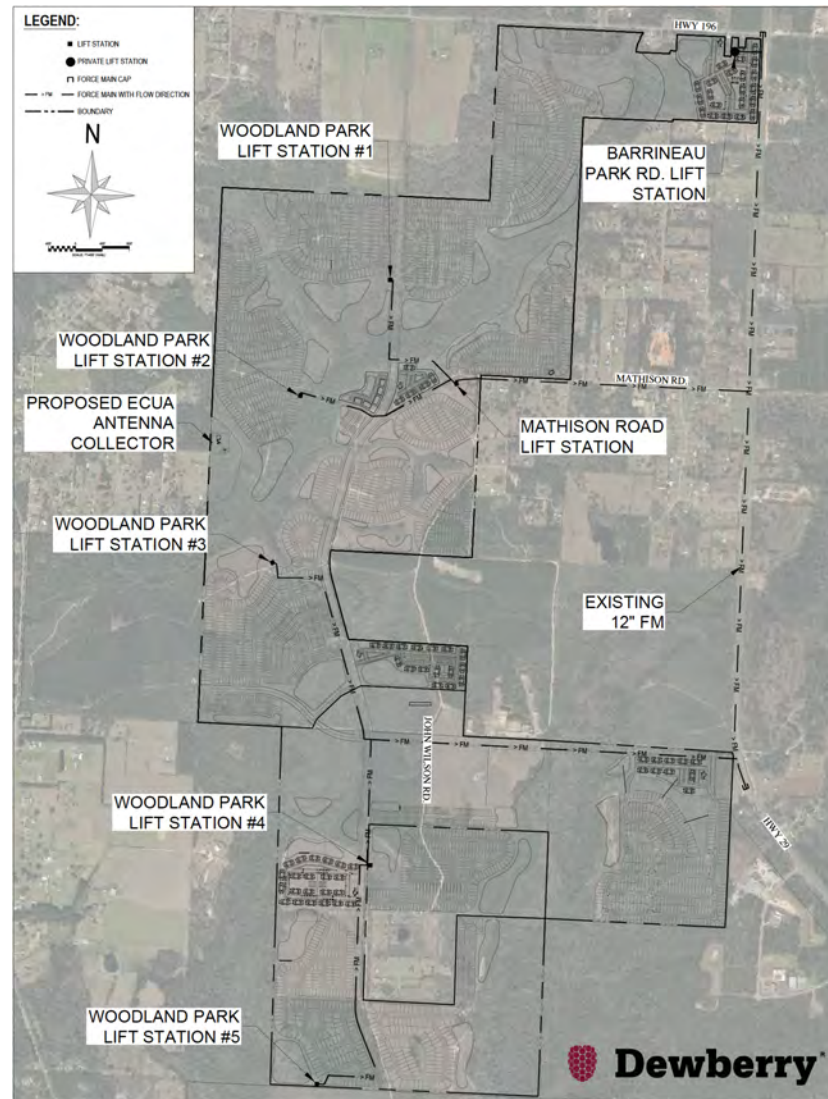 LEGEND:
LIFT STATION
PRIVATE LIFT STATION
FORCE MAIN CAP
> FM
FORCE MAIN WITH FLOW DIRECTION
BOUNDARY
N
HWY 196
WOODLAND PARK
LIFT STATION #1
BARRINEAU
PARK RD. LIFT
STATION
WOODLAND PARK
LIFT STATION #2
MATHISON RD.
PROPOSED ECUA
ANTENNA
COLLECTOR
MATHISON ROAD
LIFT STATION
WOODLAND PARK
LIFT STATION #3
EXISTING
12" FM
JOHN WILSON RD
WOODLAND PARK
LIFT STATION #4
HWY 29
WOODLAND PARK
LIFT STATION #5
Dewberry